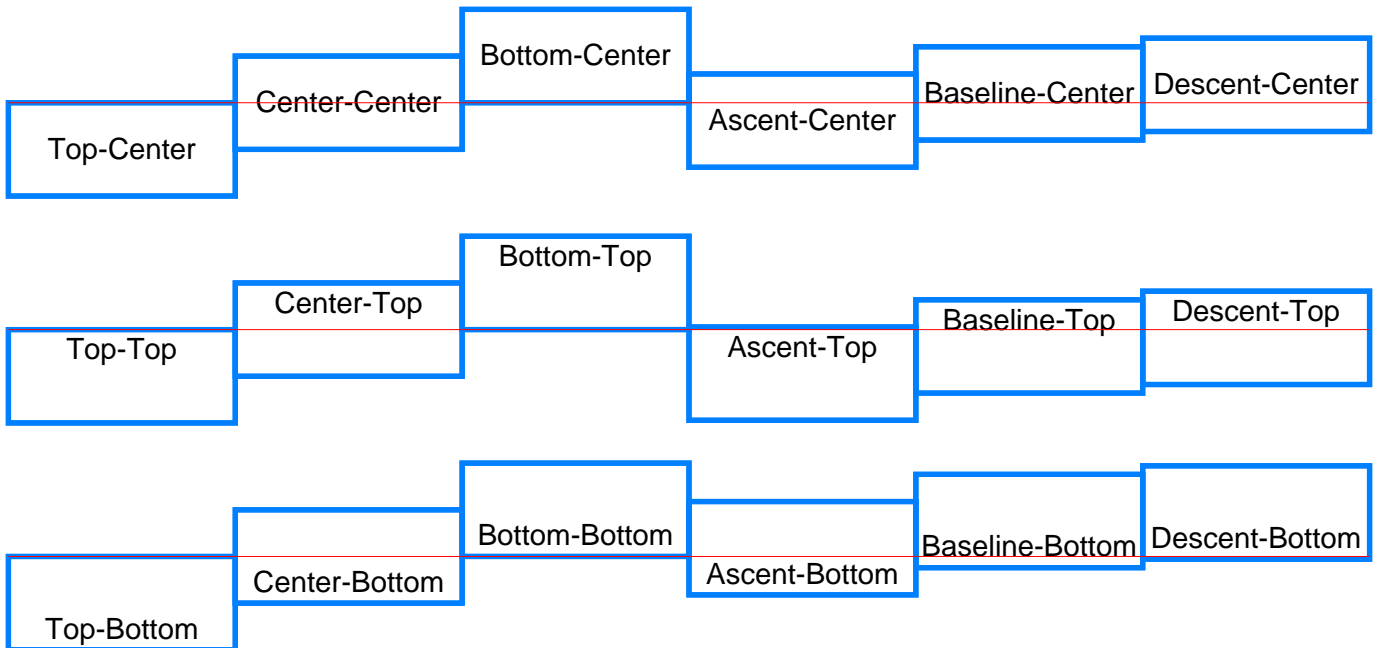 Top-Center Center-Center Bottom-Center Ascent-Center Baseline-Center Descent-Center
Top-Top Center-Top Bottom-Top Ascent-Top Baseline-Top Descent-Top
Top-Bottom Center-Bottom Bottom-Bottom Ascent-Bottom Baseline-Bottom Descent-Bottom